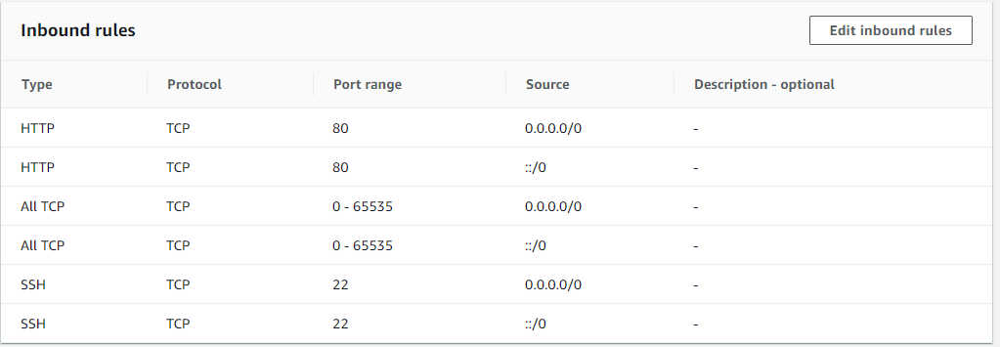 Inbound rules Edit inbound rules
Type Protocol Port range Source Description - optional
HTTP TCP 80 0.0.0.0/0 -
HTTP TCP 80 ::/0 -
All TCP TCP 0 - 65535 0.0.0.0/0 -
All TCP TCP 0 - 65535 ::/0 -
SSH TCP 22 0.0.0.0/0 -
SSH TCP 22 ::/0 -